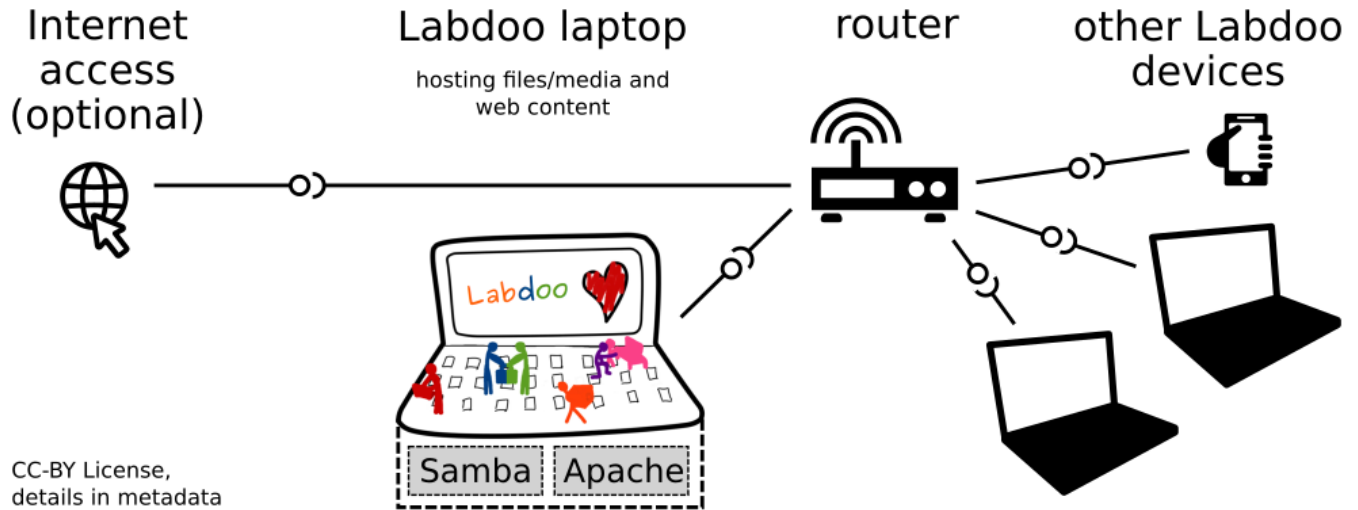 Internet
access
(optional)
Labdoo laptop
hosting files/media and
web content
router
other Labdoo
devices
Labdoo
Samba
Apache
CC-BY License,
details in metadata